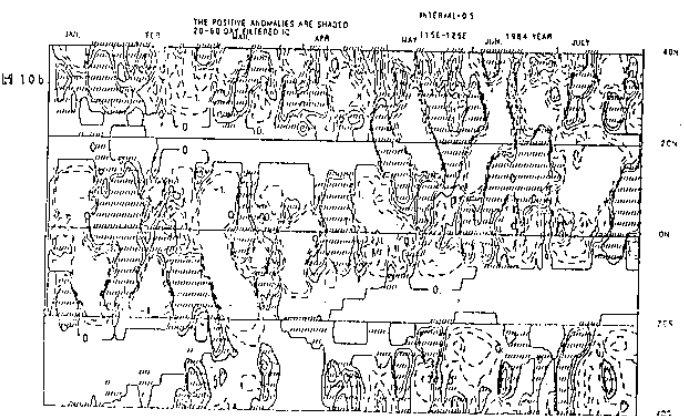 INTERVAL=0.5
THE POSITIVE ANOMALIES ARE SHADED
20-60 DAY FILTERED IC
115E-125E
1984 YEAR
JAN. FEB MAR. APR MAY JUN. JULY
40N
10b
20N
0N
20S
40S